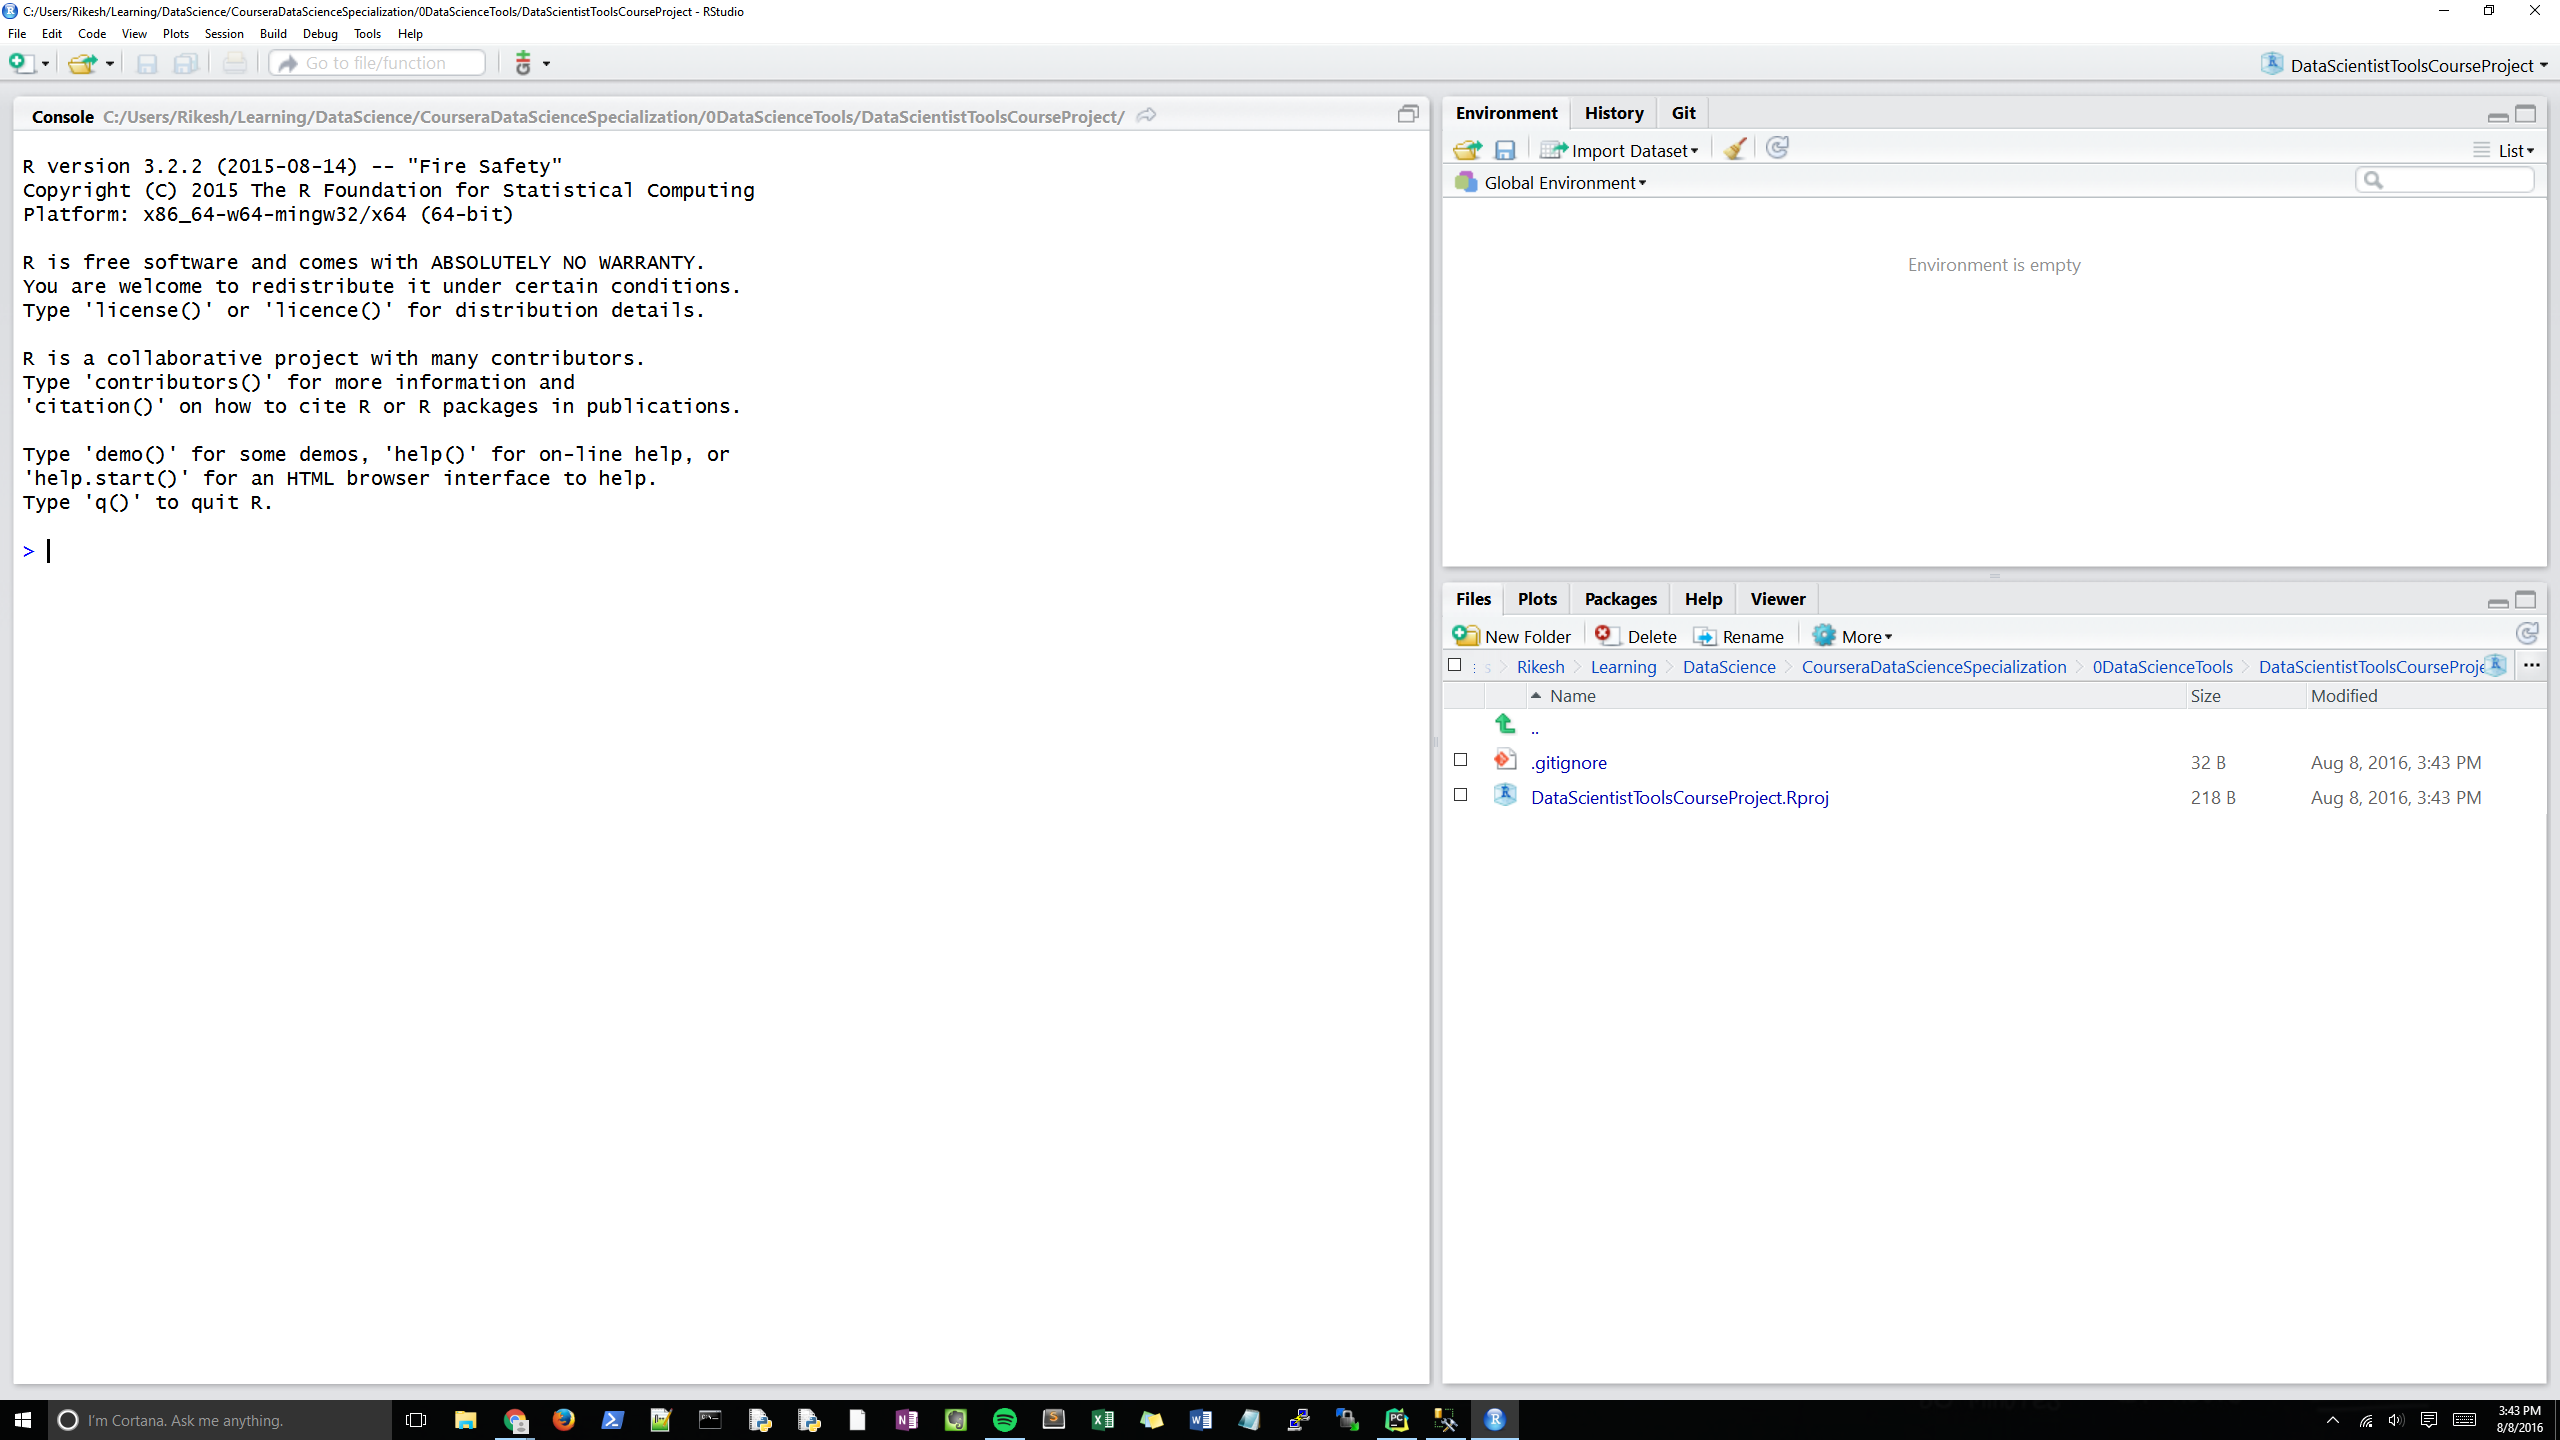 C:/Users/Rikesh/Learning/DataScience/CourseraDataScienceSpecialization/0DataScienceTools/DataScientistToolsCourseProject - RStudio
File Edit Code View Plots Session Build Debug Tools Help
Go to file/function
DataScientistToolsCourseProject
Console C:/Users/Rikesh/Learning/DataScience/CourseraDataScienceSpecialization/0DataScienceTools/DataScientistToolsCourseProject/
R version 3.2.2 (2015-08-14) -- "Fire Safety"
Copyright (C) 2015 The R Foundation for Statistical Computing
Platform: x86_64-w64-mingw32/x64 (64-bit)
R is free software and comes with ABSOLUTELY NO WARRANTY.
You are welcome to redistribute it under certain conditions.
Type 'license()' or 'licence()' for distribution details.
R is a collaborative project with many contributors.
Type 'contributors()' for more information and
'citation()' on how to cite R or R packages in publications.
Type 'demo()' for some demos, 'help()' for on-line help, or
'help.start()' for an HTML browser interface to help.
Type 'q()' to quit R.
>
Environment History Git
Import Dataset List
Global Environment
Environment is empty
Files Plots Packages Help Viewer
New Folder Delete Rename More
Rikesh Learning DataScience CourseraDataScienceSpecialization 0DataScienceTools DataScientistToolsCourseProje ...
Name Size Modified
..
.gitignore 32 B Aug 8, 2016, 3:43 PM
DataScientistToolsCourseProject.Rproj 218 B Aug 8, 2016, 3:43 PM
I'm Cortana. Ask me anything.
3:43 PM
8/8/2016